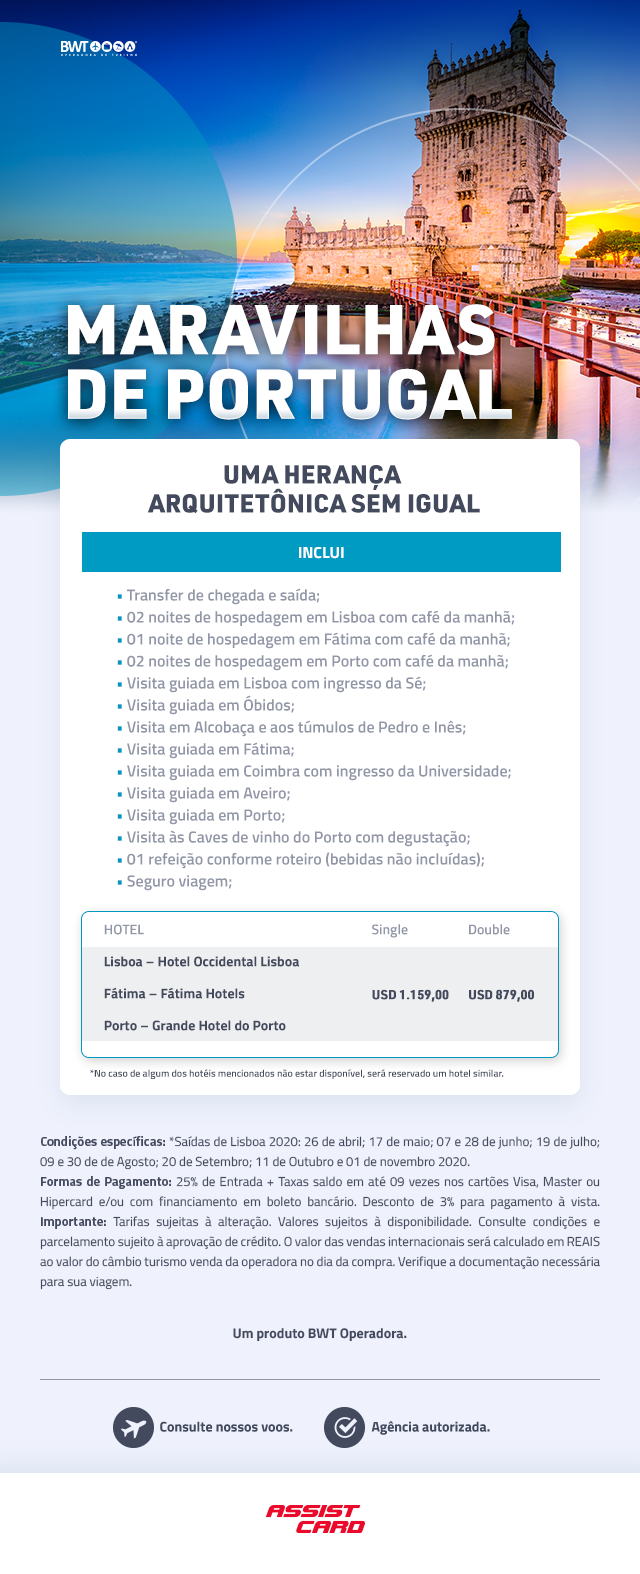 BWT OPERADORA
OPERADORA DE TURISMO
MARAVILHAS
DE PORTUGAL
UMA HERANÇA
ARQUITETÔNICA SEM IGUAL
INCLUI
▪ Transfer de chegada e saída;
▪ 02 noites de hospedagem em Lisboa com café da manhã;
▪ 01 noite de hospedagem em Fátima com café da manhã;
▪ 02 noites de hospedagem em Porto com café da manhã;
▪ Visita guiada em Lisboa com ingresso da Sé;
▪ Visita guiada em Óbidos;
▪ Visita em Alcobaça e aos túmulos de Pedro e Inês;
▪ Visita guiada em Fátima;
▪ Visita guiada em Coimbra com ingresso da Universidade;
▪ Visita guiada em Aveiro;
▪ Visita guiada em Porto;
▪ Visita às Caves de vinho do Porto com degustação;
▪ 01 refeição conforme roteiro (bebidas não incluídas);
▪ Seguro viagem;
HOTEL Single Double
Lisboa – Hotel Occidental Lisboa
Fátima – Fátima Hotels USD 1.159,00 USD 879,00
Porto – Grande Hotel do Porto
*No caso de algum dos hotéis mencionados não estar disponível, será reservado um hotel similar.
Condições específicas: *Saídas de Lisboa 2020: 26 de abril; 17 de maio; 07 e 28 de junho; 19 de julho;
09 e 30 de de Agosto; 20 de Setembro; 11 de Outubro e 01 de novembro 2020.
Formas de Pagamento: 25% de Entrada + Taxas saldo em até 09 vezes nos cartões Visa, Master ou
Hipercard e/ou com financiamento em boleto bancário. Desconto de 3% para pagamento à vista.
Importante: Tarifas sujeitas à alteração. Valores sujeitos à disponibilidade. Consulte condições e
parcelamento sujeito à aprovação de crédito. O valor das vendas internacionais será calculado em REAIS
ao valor do câmbio turismo venda da operadora no dia da compra. Verifique a documentação necessária
para sua viagem.
Um produto BWT Operadora.
Consulte nossos voos. Agência autorizada.
ASSIST
CARD